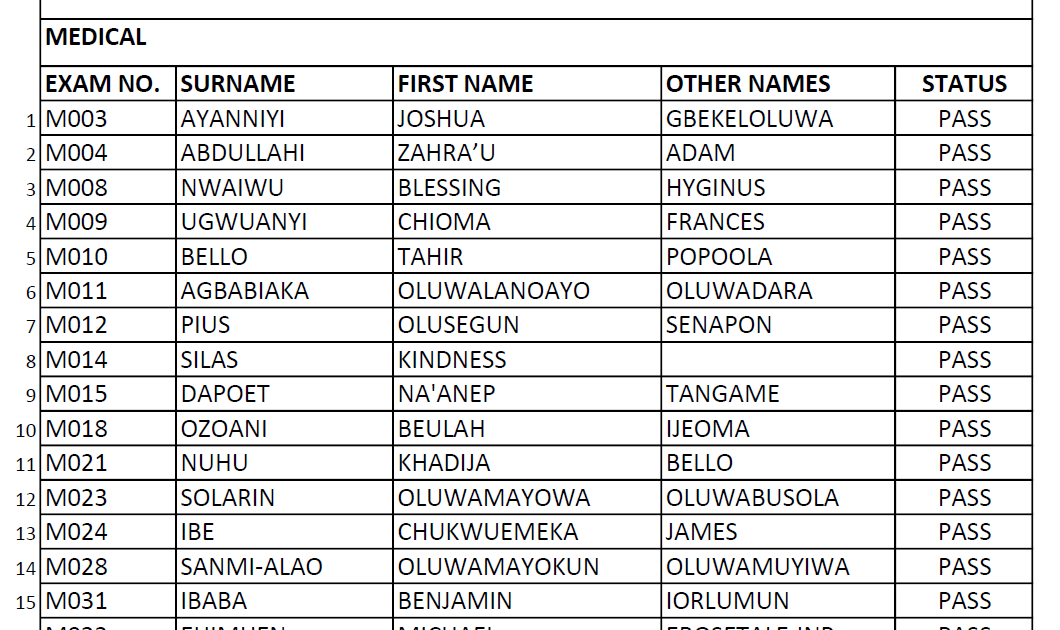 MEDICAL
EXAM NO. SURNAME FIRST NAME OTHER NAMES STATUS
1 M003 AYANNIYI JOSHUA GBEKELOLUWA PASS
2 M004 ABDULLAHI ZAHRA’U ADAM PASS
3 M008 NWAIWU BLESSING HYGINUS PASS
4 M009 UGWUANYI CHIOMA FRANCES PASS
5 M010 BELLO TAHIR POPOOLA PASS
6 M011 AGBABIAKA OLUWALANOAYO OLUWADARA PASS
7 M012 PIUS OLUSEGUN SENAPON PASS
8 M014 SILAS KINDNESS PASS
9 M015 DAPOET NA'ANEP TANGAME PASS
10 M018 OZOANI BEULAH IJEOMA PASS
11 M021 NUHU KHADIJA BELLO PASS
12 M023 SOLARIN OLUWAMAYOWA OLUWABUSOLA PASS
13 M024 IBE CHUKWUEMEKA JAMES PASS
14 M028 SANMI-ALAO OLUWAMAYOKUN OLUWAMUYIWA PASS
15 M031 IBABA BENJAMIN IORLUMUN PASS